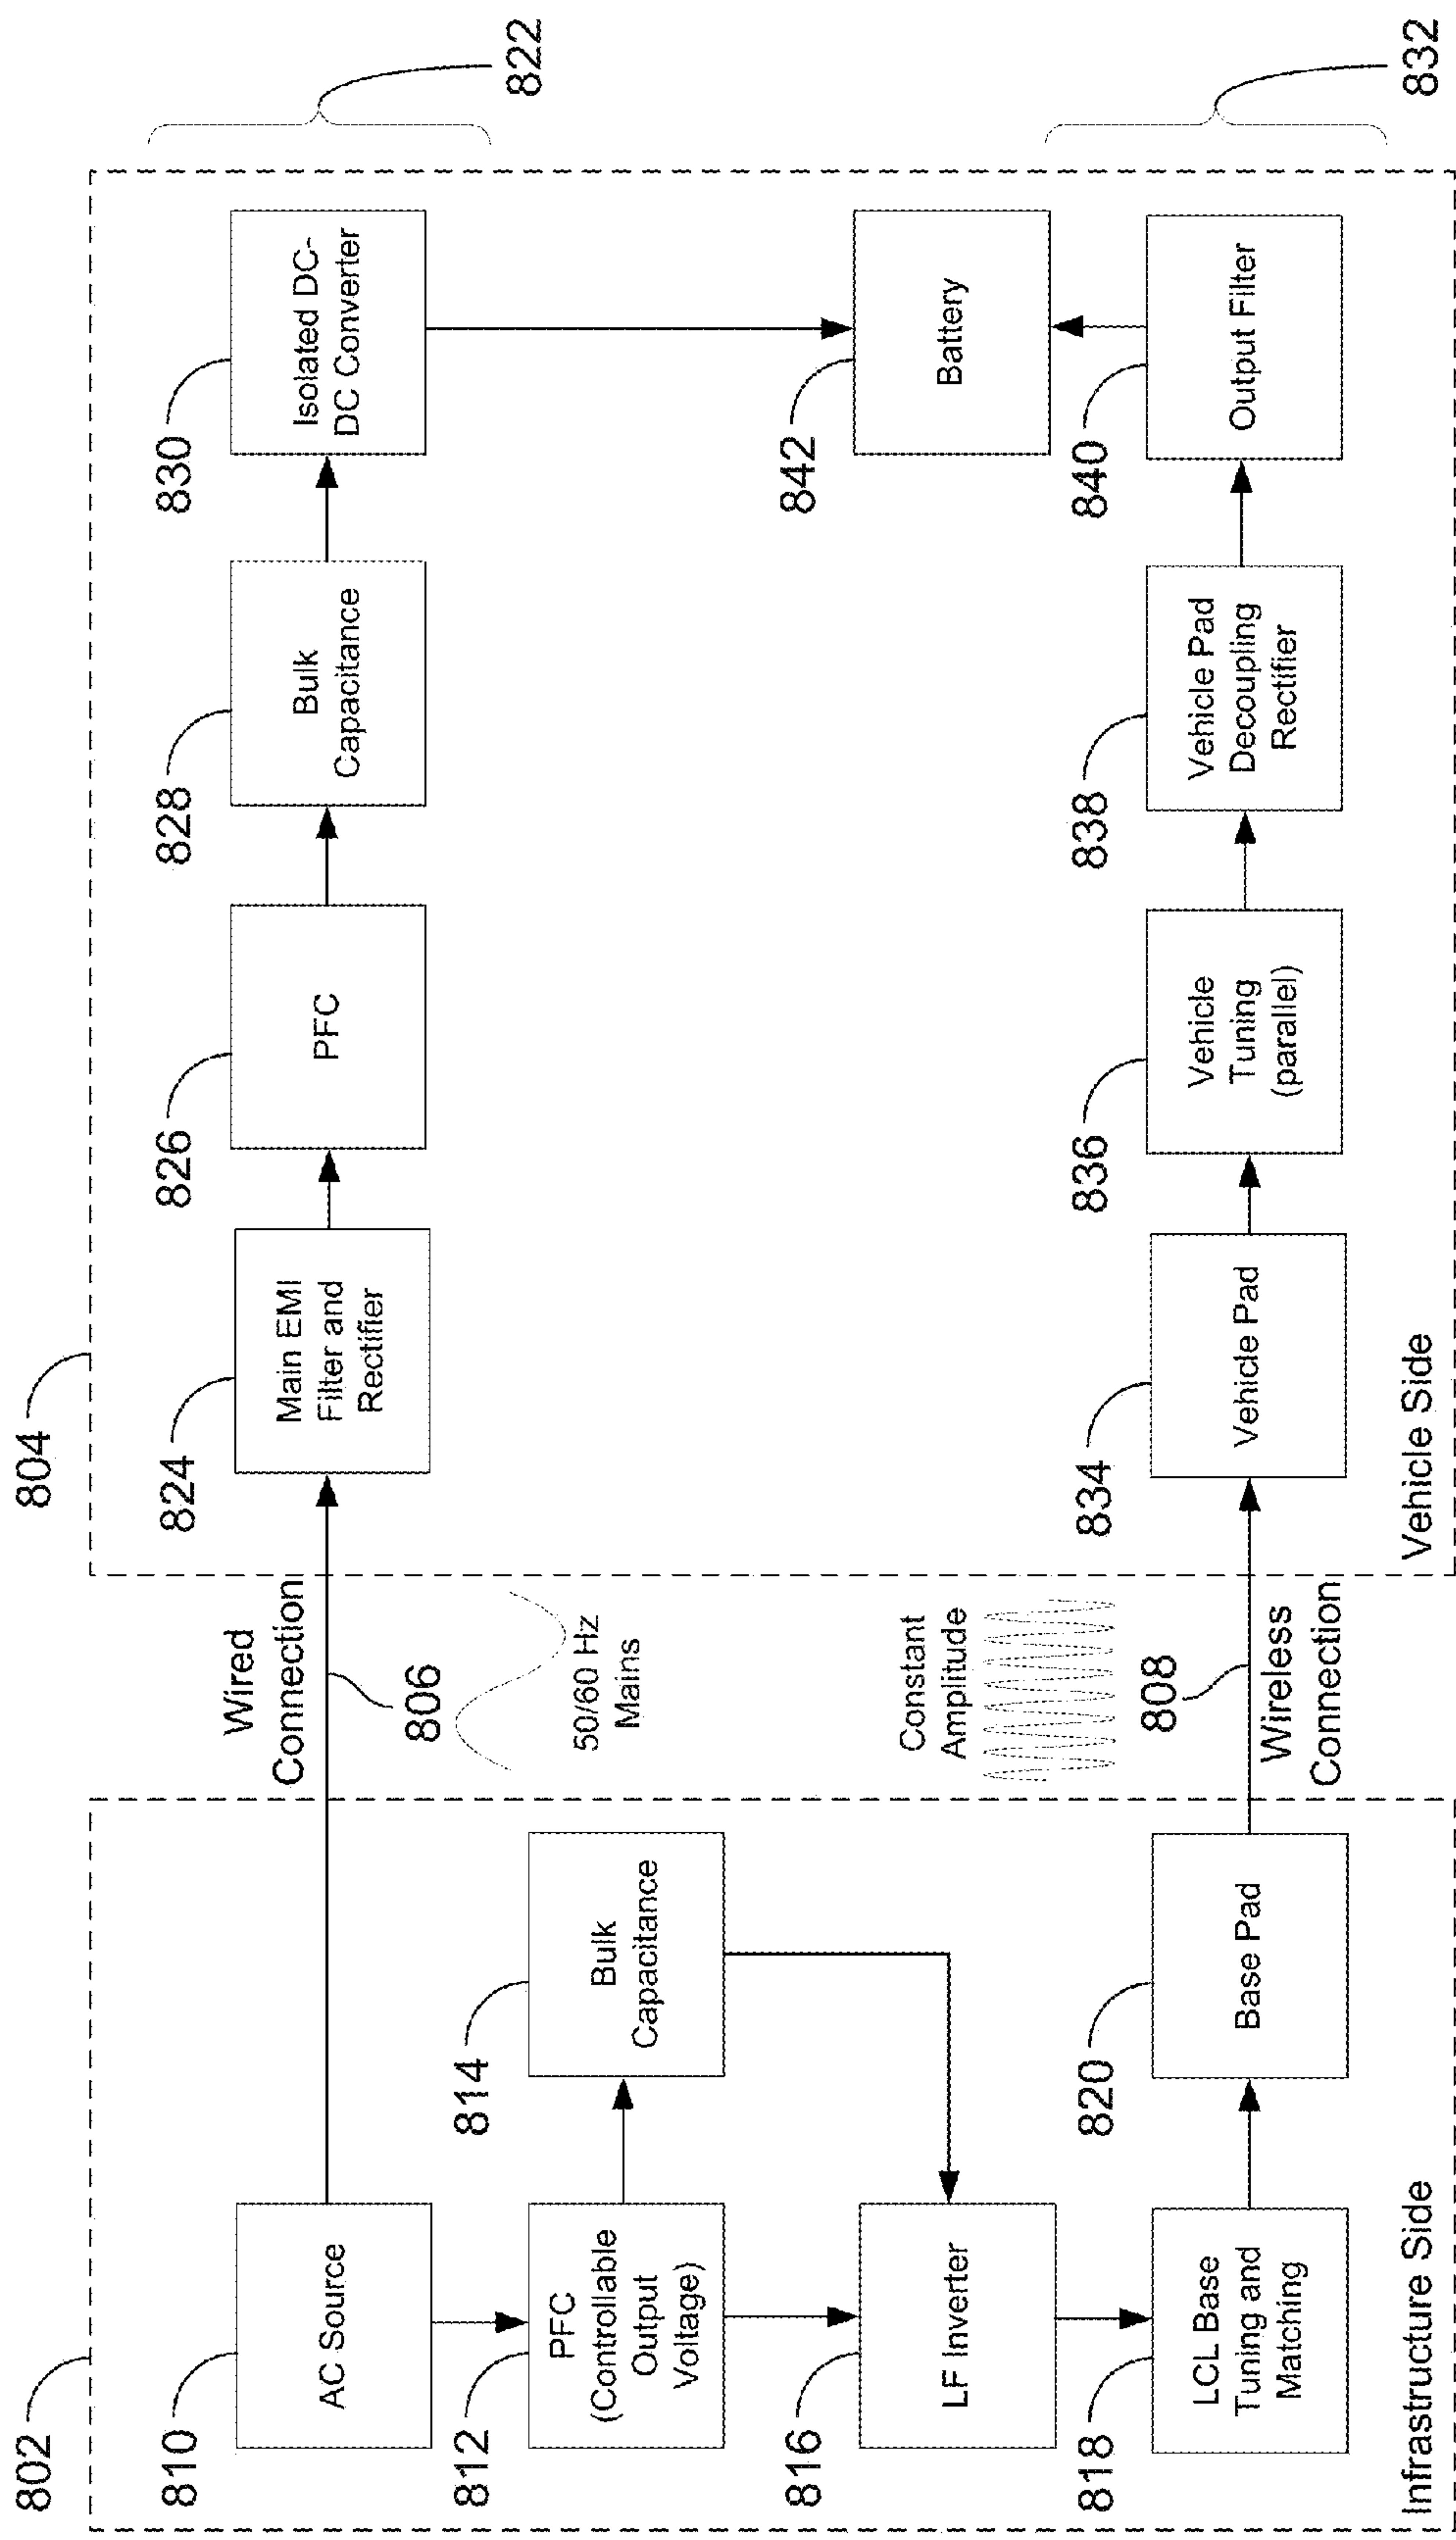 802
810
AC Source
812
PFC
(Controllable
Output
Voltage)
814
Bulk
Capacitance
816
LF Inverter
818
LCL Base
Tuning and
Matching
820
Base Pad
Infrastructure Side
Wired
Connection
806
50/60 Hz
Mains
Constant
Amplitude
808
Wireless
Connection
804
824
Main EMI
Filter and
Rectifier
826
PFC
828
Bulk
Capacitance
830
Isolated DC-
DC Converter
822
842
Battery
834
Vehicle Pad
836
Vehicle
Tuning
(parallel)
838
Vehicle Pad
Decoupling
Rectifier
840
Output Filter
832
Vehicle Side